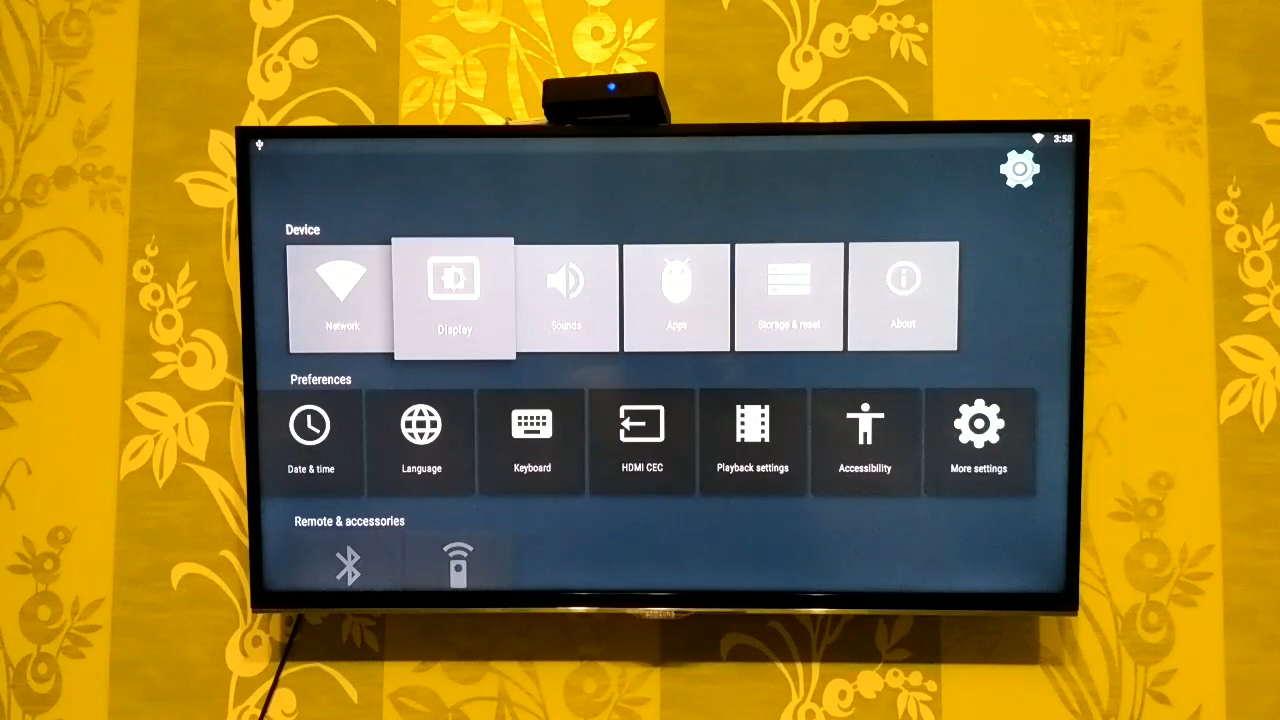 3:58
Device
Network
Display
Sounds
Apps
Storage & reset
About
Preferences
Date & time
Language
Keyboard
HDMI CEC
Playback settings
Accessibility
More settings
Remote & accessories
SAMSUNG